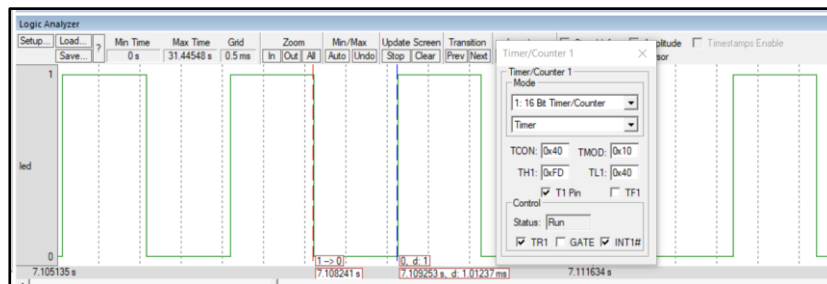 Logic Analyzer
Setup... Load... Save... ? Min Time 0 s Max Time 31.44548 s Grid 0.5 ms Zoom In Out All Min/Max Auto Undo Update Screen Stop Clear Transition Prev Next Timestamps Enable
Timer/Counter 1
Timer/Counter 1
Mode
1: 16 Bit Timer/Counter
Timer
TCON: 0x40 TMOD: 0x10
TH1: 0xFD TL1: 0x40
T1 Pin TF1
Control
Status: Run
TR1 GATE INT1#
1
led
0
1 -> 0 0, d: 1
7.105135 s 7.108241 s 7.109253 s, d: 1.01237 ms 7.111634 s